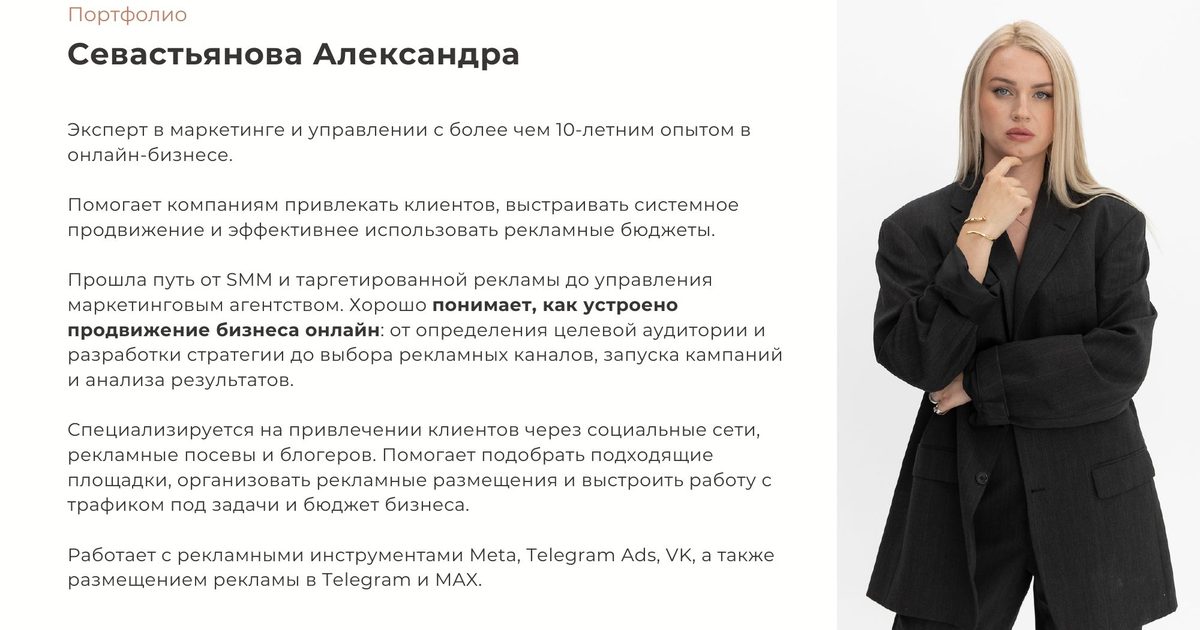 Портфолио
Севастьянова Александра
Эксперт в маркетинге и управлении с более чем 10-летним опытом в
онлайн-бизнесе.
Помогает компаниям привлекать клиентов, выстраивать системное
продвижение и эффективнее использовать рекламные бюджеты.
Прошла путь от SMM и таргетированной рекламы до управления
маркетинговым агентством. Хорошо понимает, как устроено
продвижение бизнеса онлайн: от определения целевой аудитории и
разработки стратегии до выбора рекламных каналов, запуска кампаний
и анализа результатов.
Специализируется на привлечении клиентов через социальные сети,
рекламные посевы и блогеров. Помогает подобрать подходящие
площадки, организовать рекламные размещения и выстроить работу с
трафиком под задачи и бюджет бизнеса.
Работает с рекламными инструментами Meta, Telegram Ads, VK, а также
размещением рекламы в Telegram и MAX.